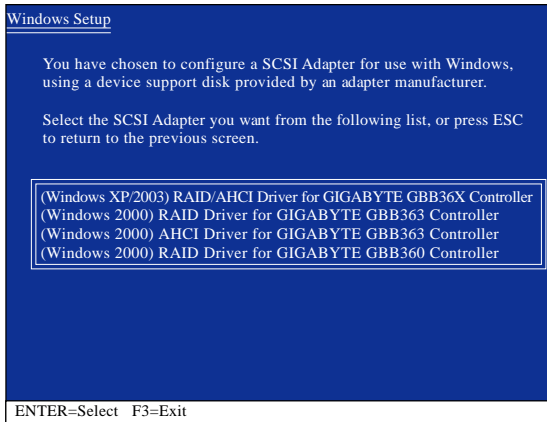 Windows Setup
You have chosen to configure a SCSI Adapter for use with Windows,
using a device support disk provided by an adapter manufacturer.
Select the SCSI Adapter you want from the following list, or press ESC
to return to the previous screen.
(Windows XP/2003) RAID/AHCI Driver for GIGABYTE GBB36X Controller
(Windows 2000) RAID Driver for GIGABYTE GBB363 Controller
(Windows 2000) AHCI Driver for GIGABYTE GBB363 Controller
(Windows 2000) RAID Driver for GIGABYTE GBB360 Controller
ENTER=Select F3=Exit